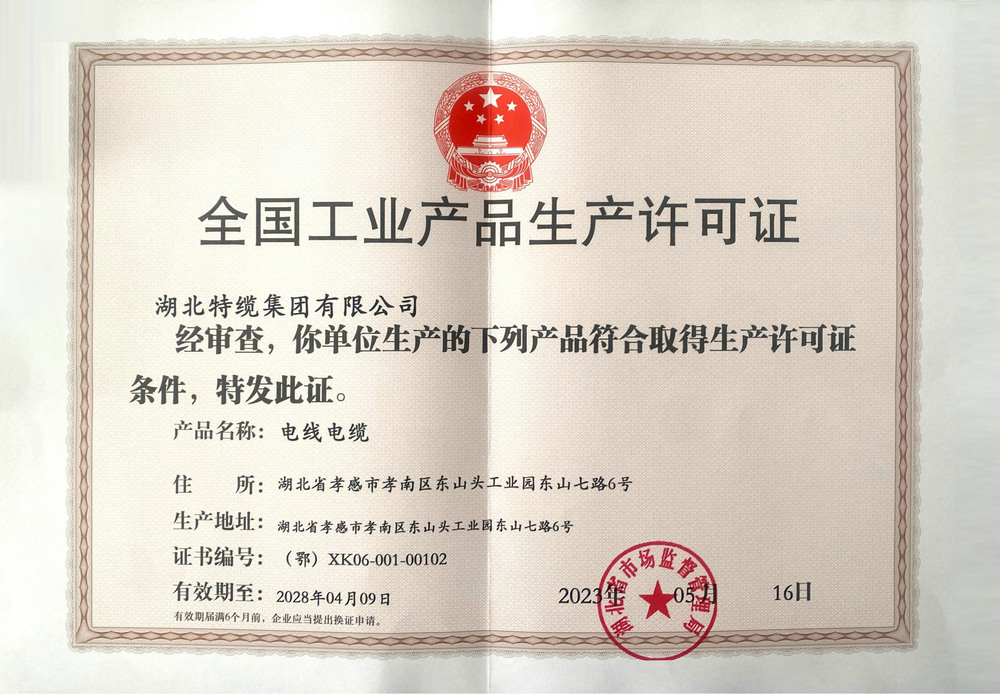 全国工业产品生产许可证
湖北特缆集团有限公司
经审查，你单位生产的下列产品符合取得生产许可证
条件，特发此证。
产品名称：电线电缆
住　　所：湖北省孝感市孝南区东山头工业园东山七路6号
生产地址：湖北省孝感市孝南区东山头工业园东山七路6号
证书编号：（鄂）XK06-001-00102
有效期至：2028年04月09日
2023年 05月 16日
有效期届满6个月前，企业应当提出换证申请。
湖北省市场监督管理局